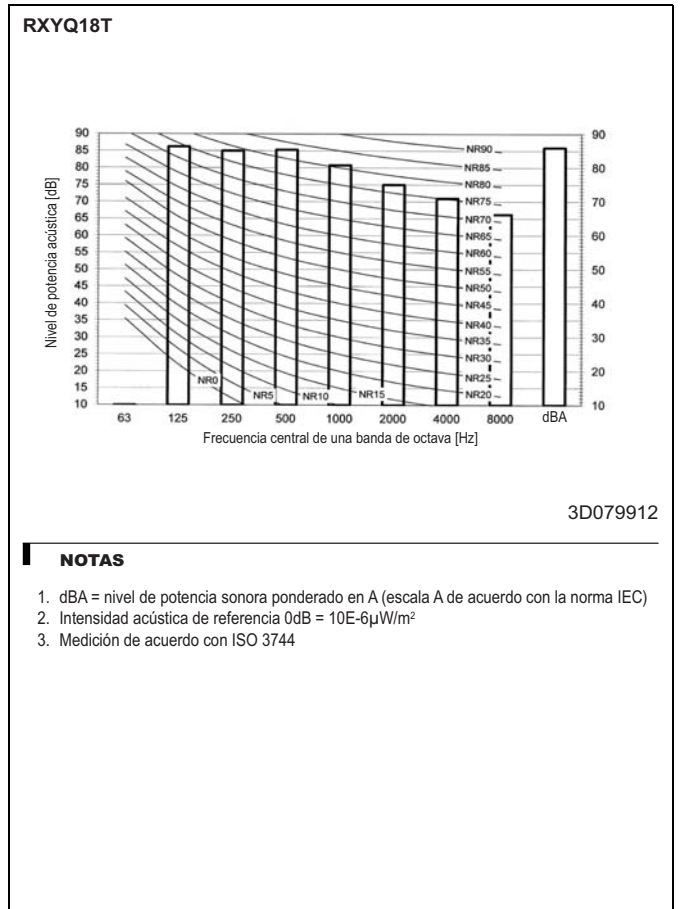 RXYQ18T
Nivel de potencia acústica [dB]
90
85
80
75
70
65
60
55
50
45
40
35
30
25
20
15
10
NR90
NR85
NR80
NR75
NR70
NR65
NR60
NR55
NR50
NR45
NR40
NR35
NR30
NR25
NR20
NR0
NR5
NR10
NR15
90
80
70
60
50
40
30
20
10
63 125 250 500 1000 2000 4000 8000 dBA
Frecuencia central de una banda de octava [Hz]
3D079912
NOTAS
1. dBA = nivel de potencia sonora ponderado en A (escala A de acuerdo con la norma IEC)
2. Intensidad acústica de referencia 0dB = 10E-6µW/m²
3. Medición de acuerdo con ISO 3744